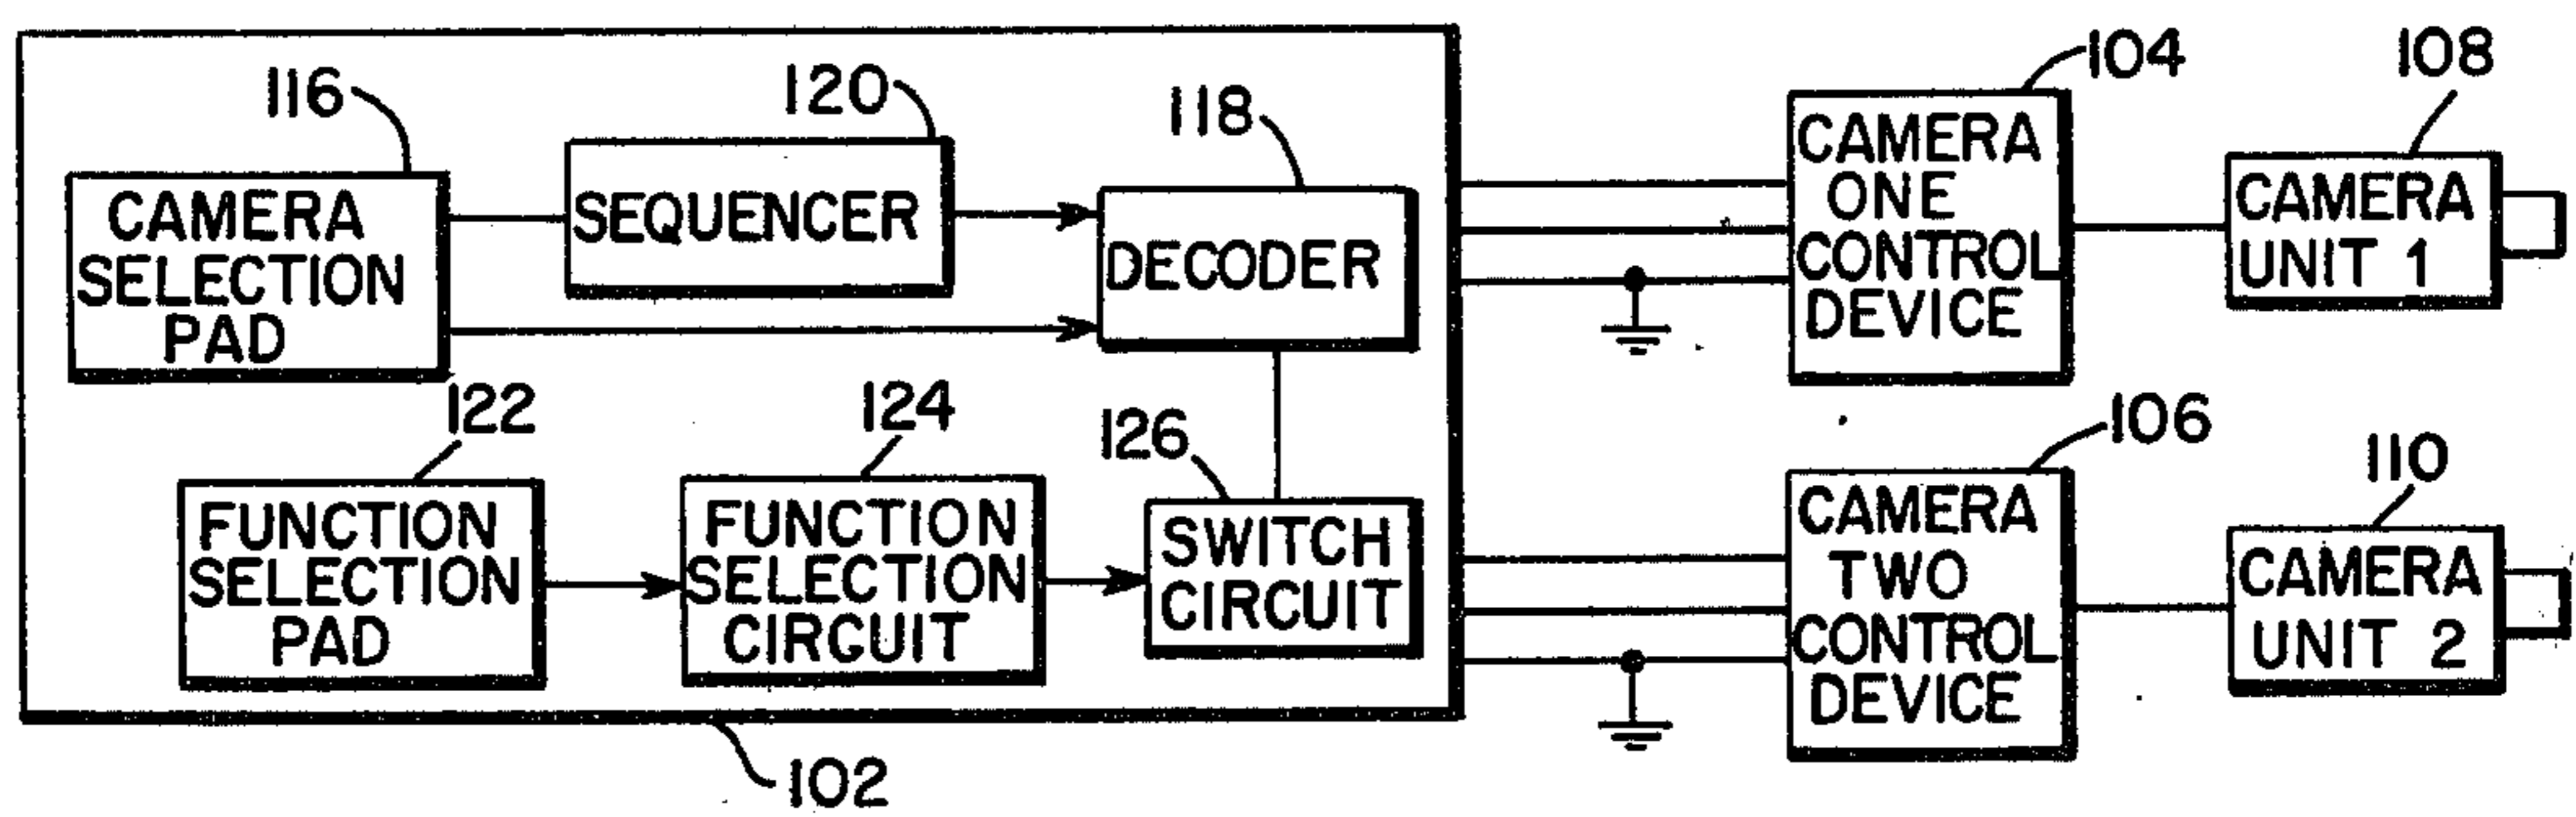 116
120
118
104
108
CAMERA
SELECTION
PAD
SEQUENCER
DECODER
CAMERA
ONE
CONTROL
DEVICE
CAMERA
UNIT 1
122
124
126
106
110
FUNCTION
SELECTION
PAD
FUNCTION
SELECTION
CIRCUIT
SWITCH
CIRCUIT
CAMERA
TWO
CONTROL
DEVICE
CAMERA
UNIT 2
102